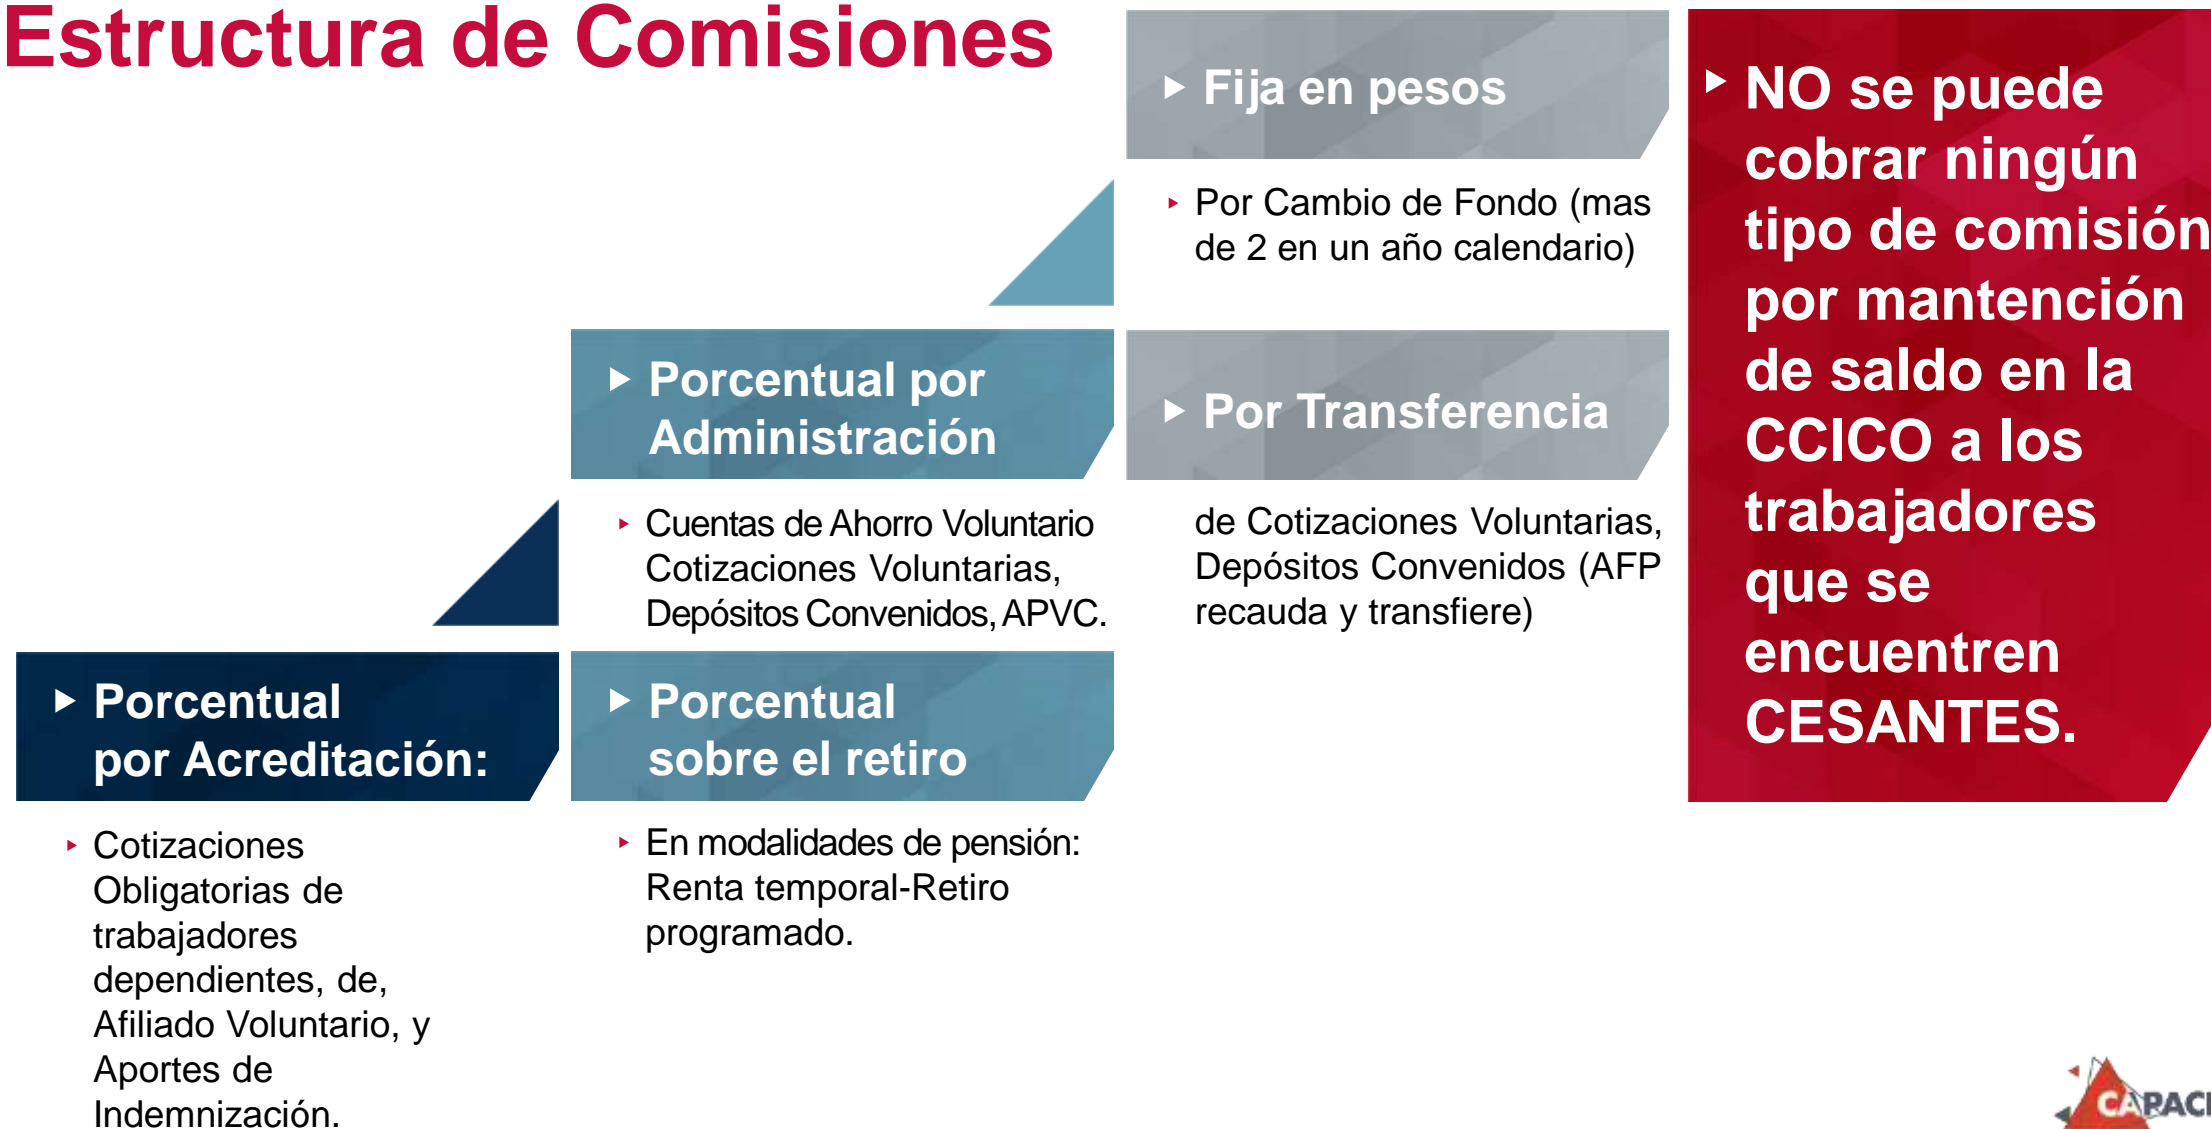 Estructura de Comisiones
Porcentual
por Acreditación:
Cotizaciones
Obligatorias de
trabajadores
dependientes, de,
Afiliado Voluntario, y
Aportes de
Indemnización.
Porcentual por
Administración
Cuentas de Ahorro Voluntario
Cotizaciones Voluntarias,
Depósitos Convenidos, APVC.
Porcentual
sobre el retiro
En modalidades de pensión:
Renta temporal-Retiro
programado.
Fija en pesos
Por Cambio de Fondo (mas
de 2 en un año calendario)
Por Transferencia
de Cotizaciones Voluntarias,
Depósitos Convenidos (AFP
recauda y transfiere)
NO se puede
cobrar ningún
tipo de comisión
por mantención
de saldo en la
CCICO a los
trabajadores
que se
encuentren
CESANTES.